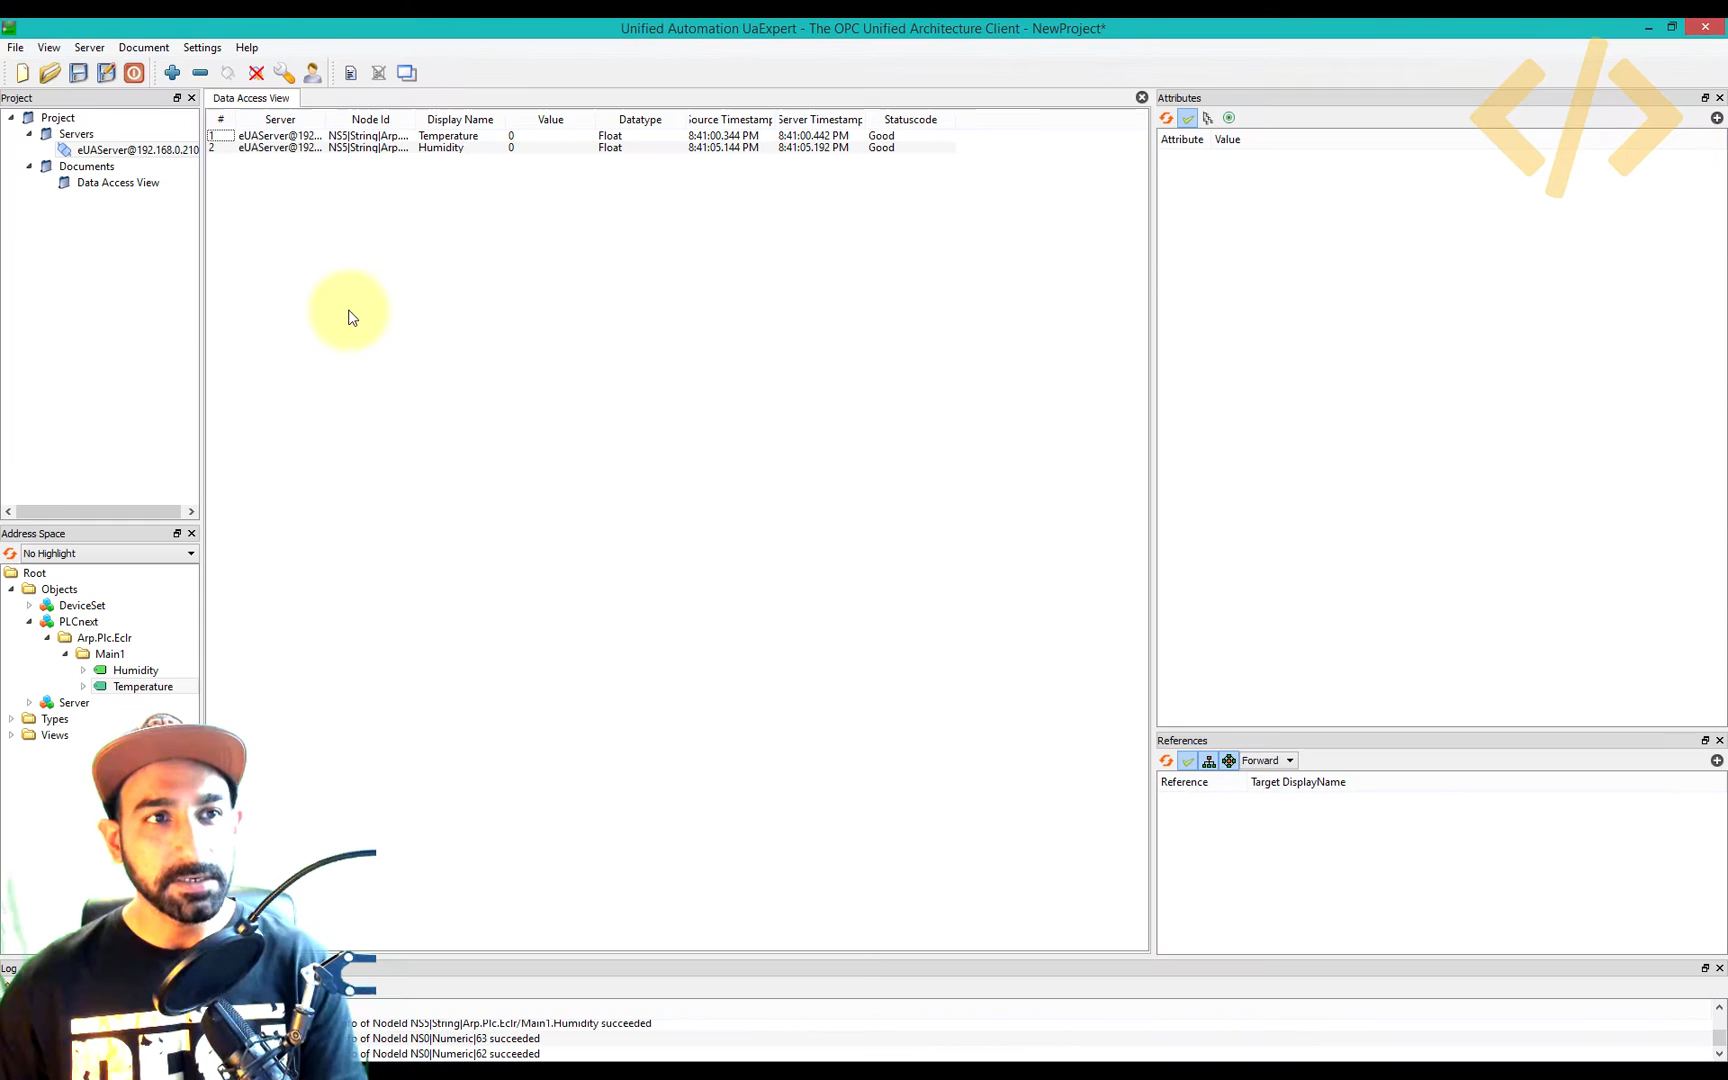 Unified Automation UaExpert - The OPC Unified Architecture Client - NewProject*
File View Server Document Settings Help
Project
Project
Servers
eUAServer@192.168.0.210
Documents
Data Access View
Data Access View
# Server Node Id Display Name Value Datatype ource Timestamp Server Timestamp Statuscode
1 eUAServer@192... NS5|String|Arp.... Temperature 0 Float 8:41:00.344 PM 8:41:00.442 PM Good
2 eUAServer@192... NS5|String|Arp.... Humidity 0 Float 8:41:05.144 PM 8:41:05.192 PM Good
Attributes
Attribute Value
</>
Address Space
No Highlight
Root
Objects
DeviceSet
PLCnext
Arp.Plc.Eclr
Main1
Humidity
Temperature
Server
Types
Views
References
Forward
Reference Target DisplayName
Log
o of NodeId NS5|String|Arp.Plc.Eclr/Main1.Humidity succeeded
o of NodeId NS0|Numeric|63 succeeded
o of NodeId NS0|Numeric|62 succeeded